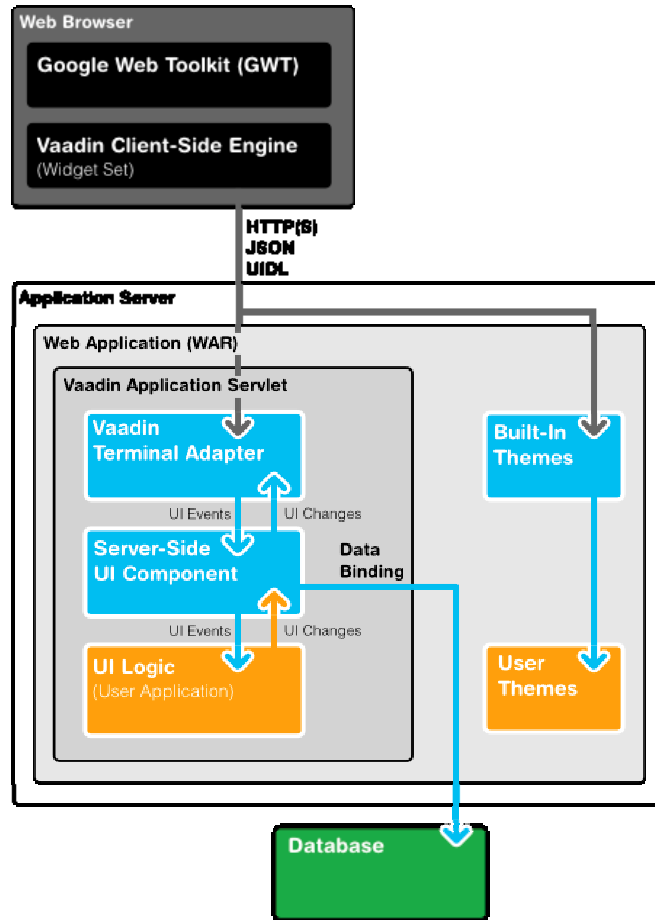 Web Browser
Google Web Toolkit (GWT)
Vaadin Client-Side Engine
(Widget Set)
HTTP(S)
JSON
UIDL
Application Server
Web Application (WAR)
Vaadin Application Servlet
Vaadin
Terminal Adapter
Built-In
Themes
UI Events
UI Changes
Server-Side
UI Component
Data
Binding
UI Events
UI Changes
UI Logic
(User Application)
User
Themes
Database